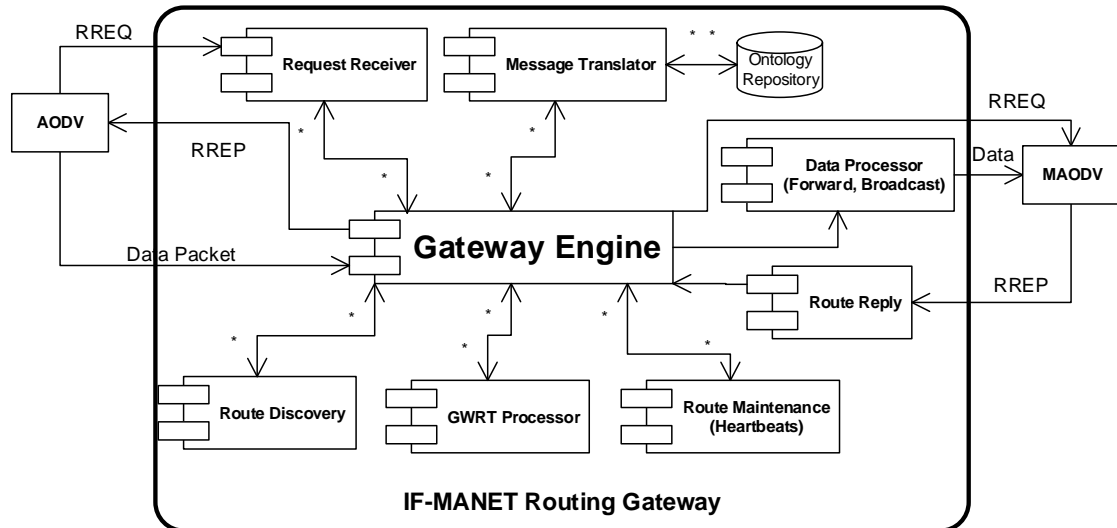 RREQ
Request Receiver
Message Translator
* *
Ontology
Repository
RREQ
AODV
RREP
*
*
*
*
Data Processor
(Forward, Broadcast)
Data
MAODV
Gateway Engine
Data Packet
RREP
Route Reply
*
*
*
*
*
*
Route Discovery
GWRT Processor
Route Maintenance
(Heartbeats)
IF-MANET Routing Gateway